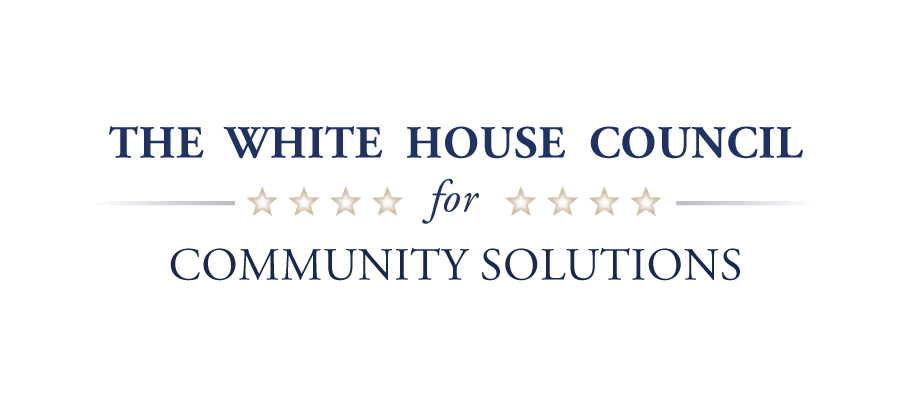 THE WHITE HOUSE COUNCIL
for
COMMUNITY SOLUTIONS